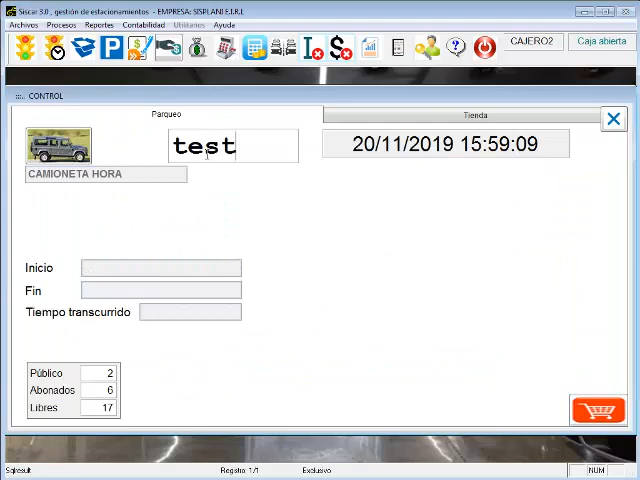 Siscar 3.0 , gestión de estacionamientos - EMPRESA: SISPLANI E.I.R.L
Archivos Procesos Reportes Contabilidad Utilitarios Ayuda
CAJERO2 Caja abierta
CONTROL
Parqueo Tienda
test 20/11/2019 15:59:09
CAMIONETA HORA
Inicio
Fin
Tiempo transcurrido
Público 2
Abonados 6
Libres 17
Sqlresult Registro: 1/1 Exclusivo NUM